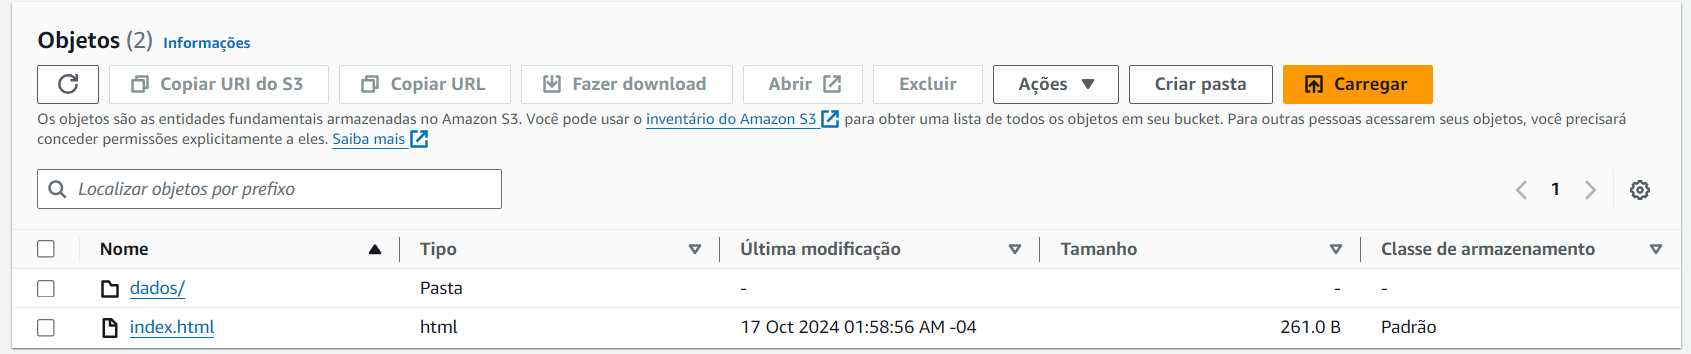 Objetos (2) Informações
Copiar URI do S3 Copiar URL Fazer download Abrir Excluir Ações Criar pasta Carregar
Os objetos são as entidades fundamentais armazenadas no Amazon S3. Você pode usar o inventário do Amazon S3 para obter uma lista de todos os objetos em seu bucket. Para outras pessoas acessarem seus objetos, você precisará
conceder permissões explicitamente a eles. Saiba mais
Localizar objetos por prefixo 1
Nome Tipo Última modificação Tamanho Classe de armazenamento
dados/ Pasta - - -
index.html html 17 Oct 2024 01:58:56 AM -04 261.0 B Padrão